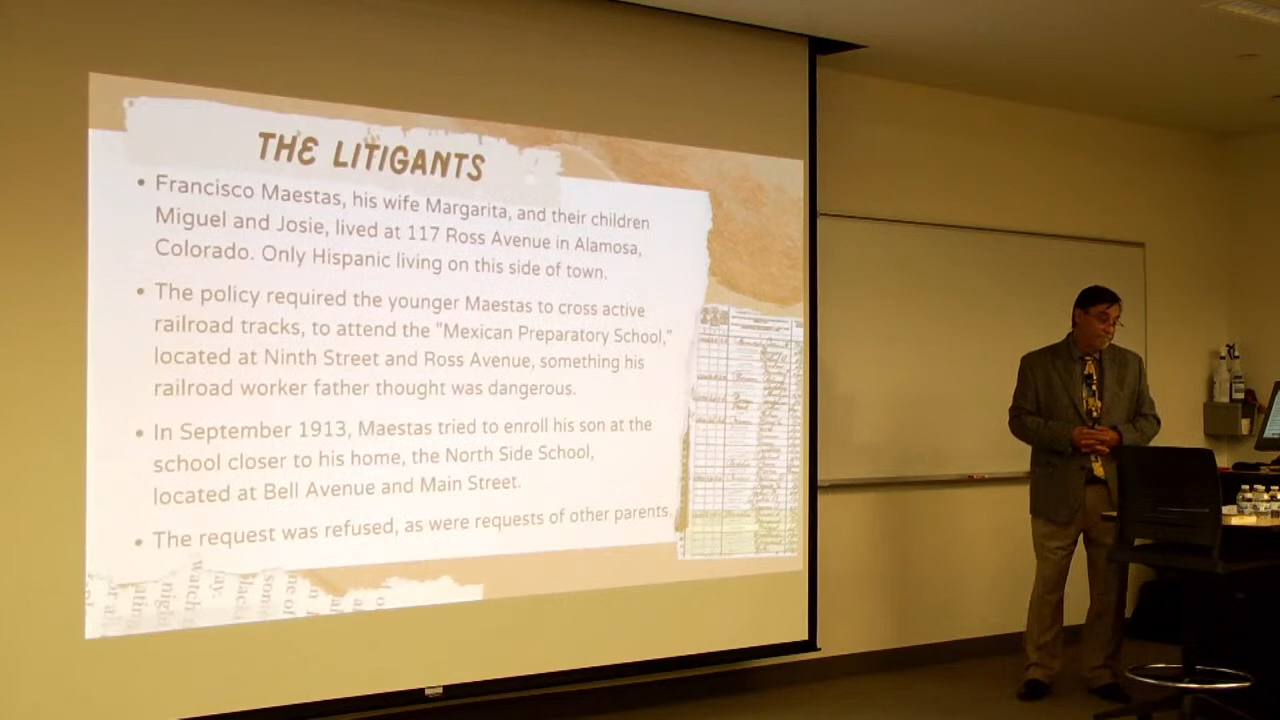 THE LITIGANTS
• Francisco Maestas, his wife Margarita, and their children
Miguel and Josie, lived at 117 Ross Avenue in Alamosa,
Colorado. Only Hispanic living on this side of town.
• The policy required the younger Maestas to cross active
railroad tracks, to attend the "Mexican Preparatory School,"
located at Ninth Street and Ross Avenue, something his
railroad worker father thought was dangerous.
• In September 1913, Maestas tried to enroll his son at the
school closer to his home, the North Side School,
located at Bell Avenue and Main Street.
• The request was refused, as were requests of other parents.